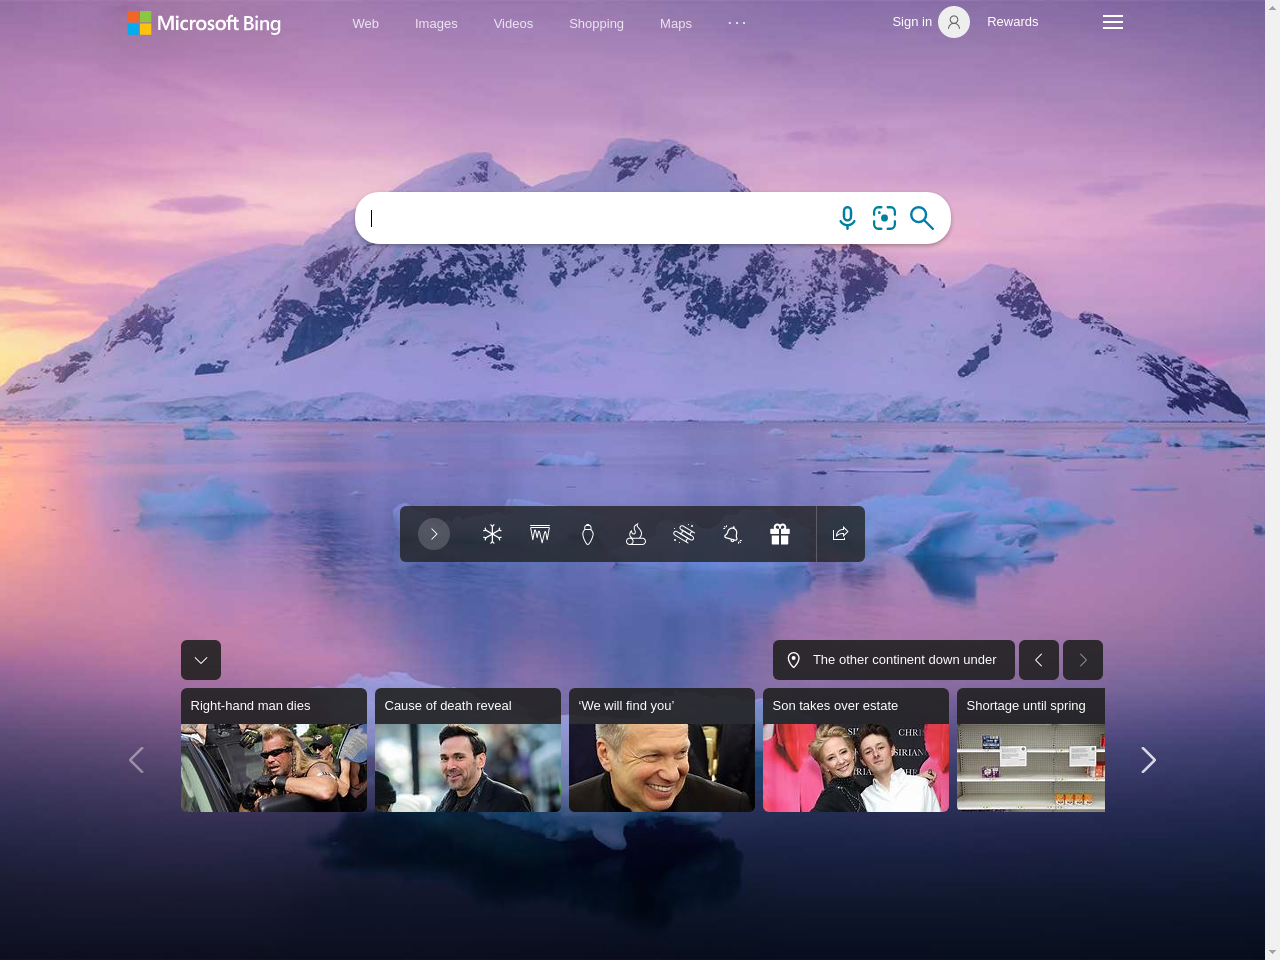 Microsoft Bing
Web Images Videos Shopping Maps ...
Sign in Rewards
The other continent down under
Right-hand man dies
Cause of death reveal
‘We will find you’
Son takes over estate
Shortage until spring